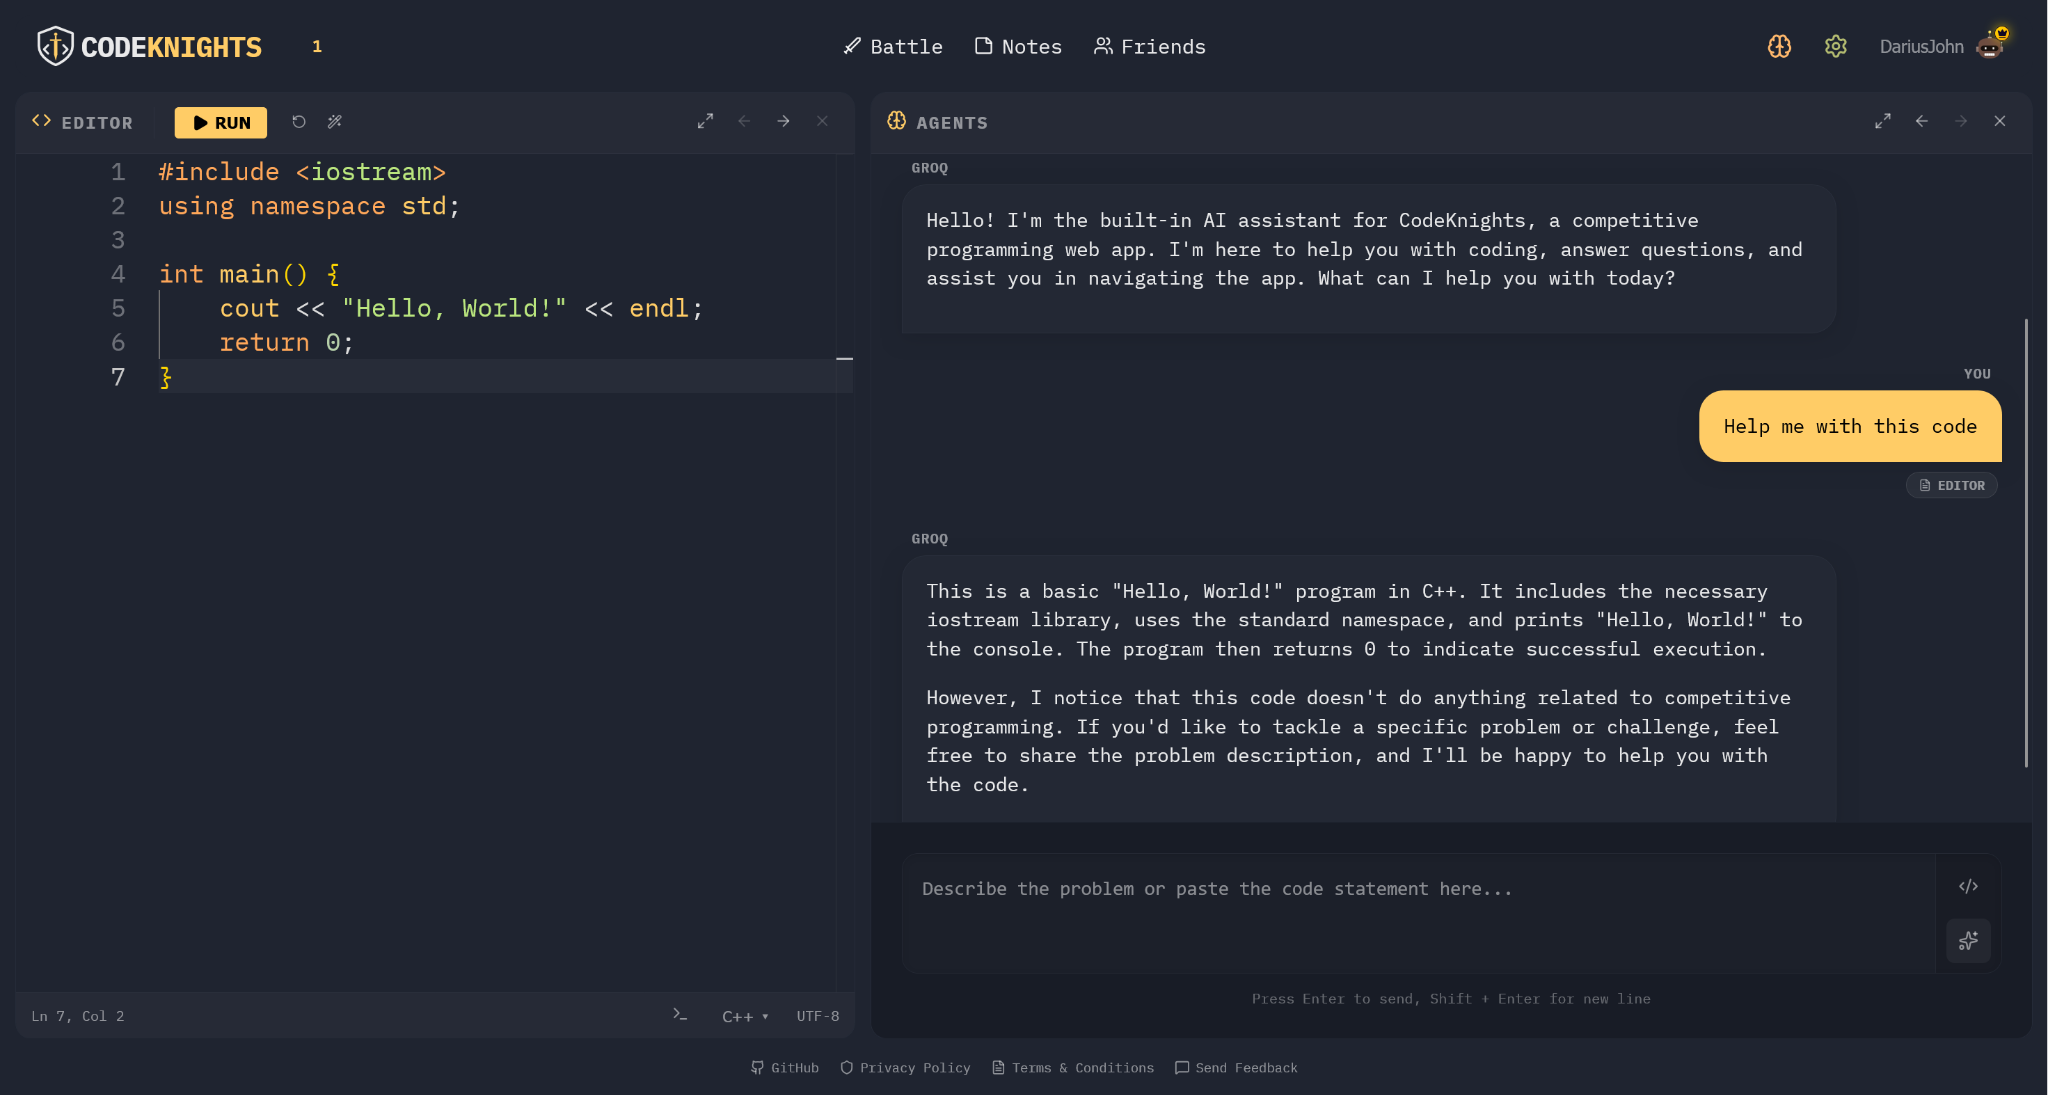 CODEKNIGHTS
1
Battle
Notes
Friends
DariusJohn
EDITOR
RUN
1 #include <iostream>
2 using namespace std;
3
4 int main() {
5 cout << "Hello, World!" << endl;
6 return 0;
7 }
Ln 7, Col 2
C++
UTF-8
AGENTS
GROQ
Hello! I'm the built-in AI assistant for CodeKnights, a competitive
programming web app. I'm here to help you with coding, answer questions, and
assist you in navigating the app. What can I help you with today?
YOU
Help me with this code
EDITOR
GROQ
This is a basic "Hello, World!" program in C++. It includes the necessary
iostream library, uses the standard namespace, and prints "Hello, World!" to
the console. The program then returns 0 to indicate successful execution.
However, I notice that this code doesn't do anything related to competitive
programming. If you'd like to tackle a specific problem or challenge, feel
free to share the problem description, and I'll be happy to help you with
the code.
Describe the problem or paste the code statement here...
Press Enter to send, Shift + Enter for new line
GitHub
Privacy Policy
Terms & Conditions
Send Feedback